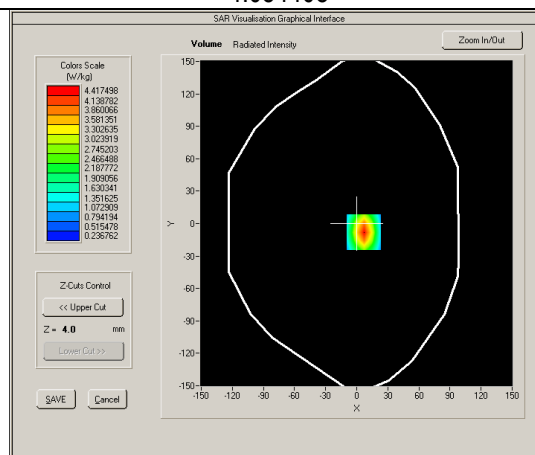 SAR Visualisation Graphical Interface
Volume Radiated Intensity
Zoom In/Out
Colors Scale
(W/kg)
4.417498
4.138782
3.860066
3.581351
3.302635
3.023919
2.745203
2.466488
2.187772
1.909056
1.630341
1.351625
1.072909
0.794194
0.515478
0.236762
Z-Cuts Control
<< Upper Cut
Z = 4.0 mm
Lower Cut >>
SAVE Cancel
150-
120-
90-
60-
30-
0-
-30-
-60-
-90-
-120-
-150-
Y
-150 -120 -90 -60 -30 0 30 60 90 120 150
X